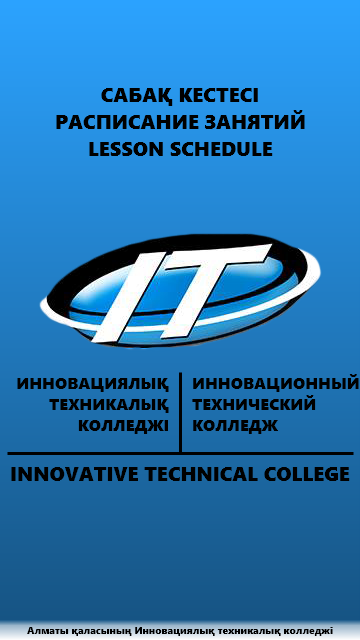 САБАҚ КЕСТЕСІ
РАСПИСАНИЕ ЗАНЯТИЙ
LESSON SCHEDULE
IT
ИННОВАЦИЯЛЫҚ
ТЕХНИКАЛЫҚ
КОЛЛЕДЖІ
ИННОВАЦИОННЫЙ
ТЕХНИЧЕСКИЙ
КОЛЛЕДЖ
INNOVATIVE TECHNICAL COLLEGE
Алматы қаласының Инновациялық техникалық колледжі